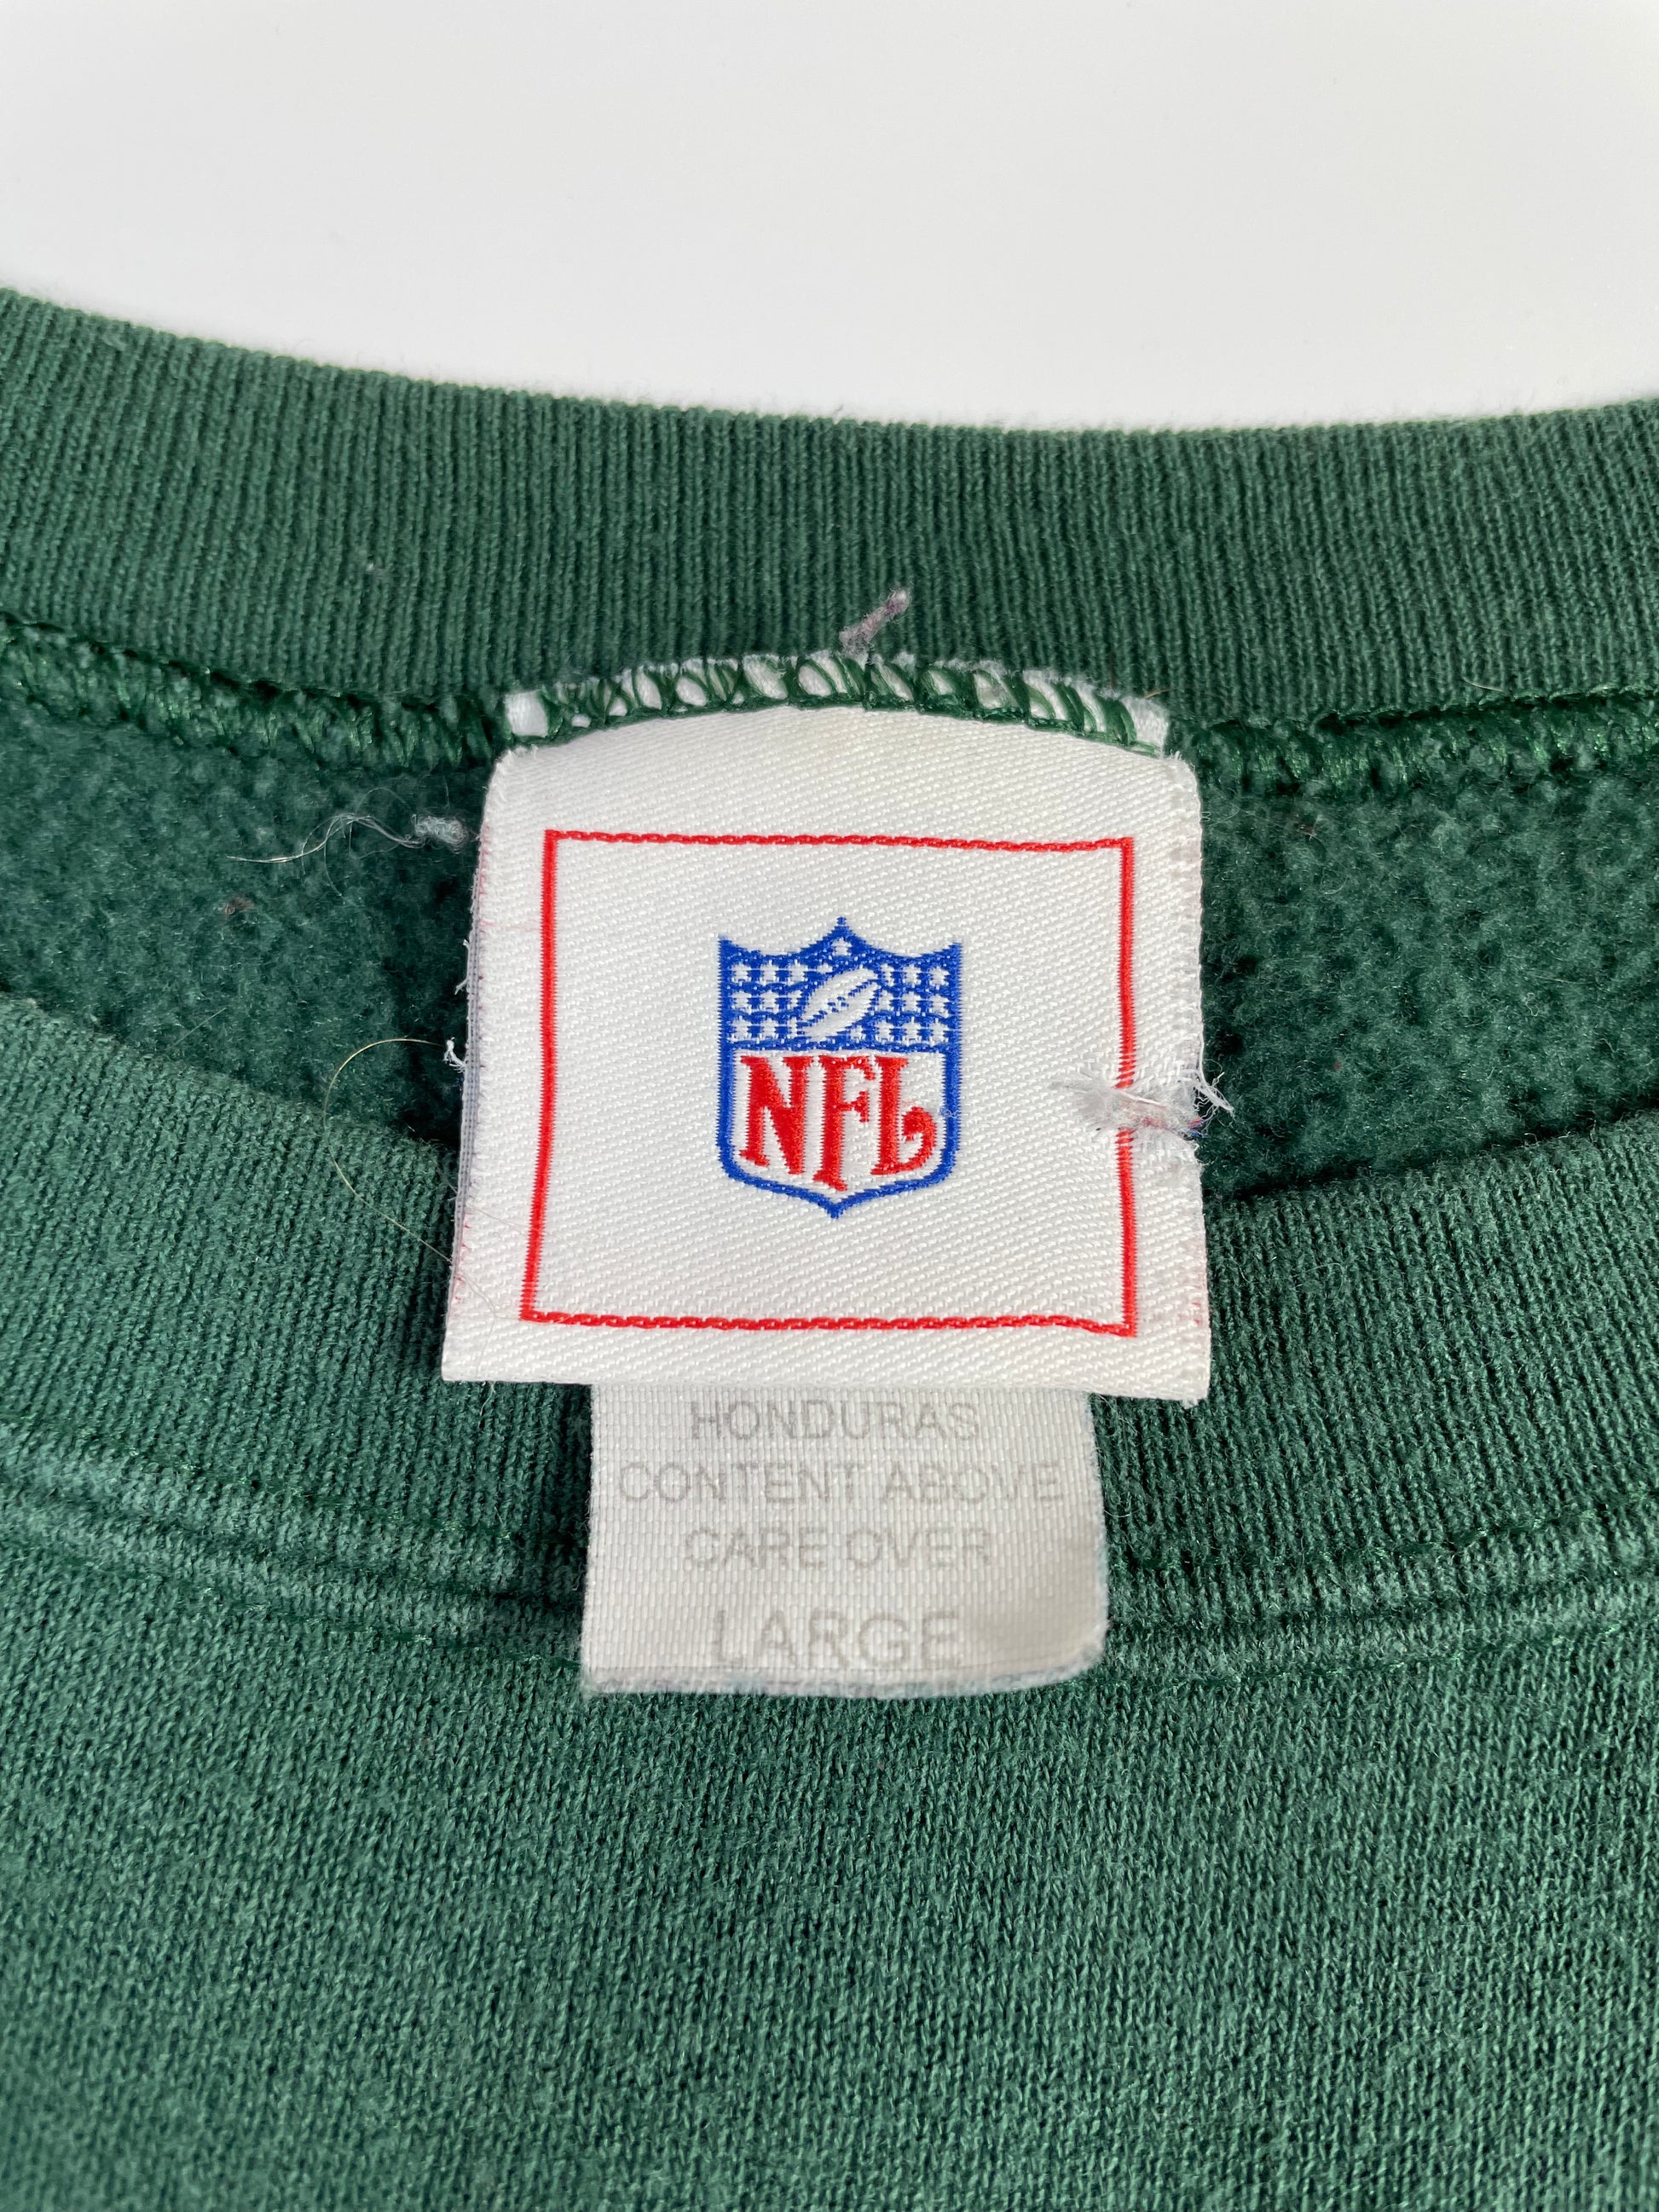 NFL
HONDURAS
CONTENT ABOVE
CARE OVER
LARGE